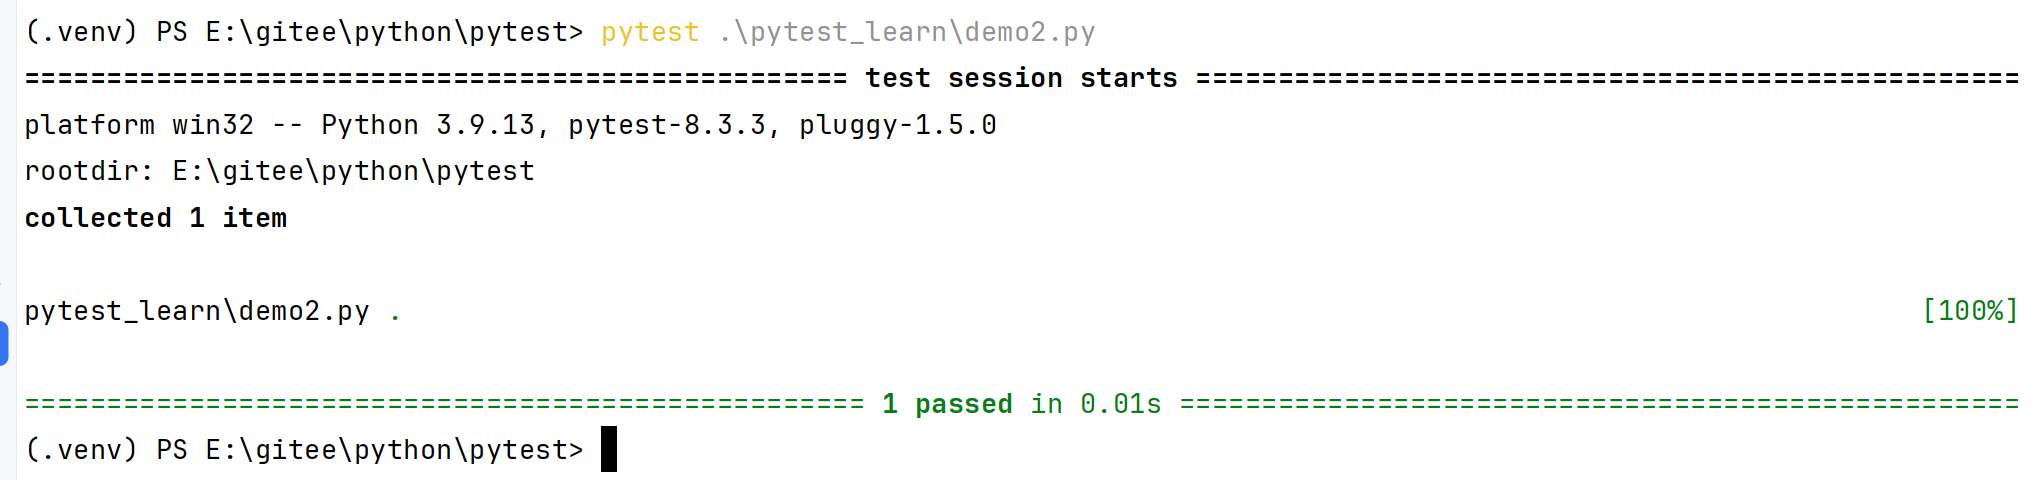 (.venv) PS E:\gitee\python\pytest> pytest .\pytest_learn\demo2.py
================================================== test session starts ==================================================
platform win32 -- Python 3.9.13, pytest-8.3.3, pluggy-1.5.0
rootdir: E:\gitee\python\pytest
collected 1 item
pytest_learn\demo2.py . [100%]
=================================================== 1 passed in 0.01s ===================================================
(.venv) PS E:\gitee\python\pytest>